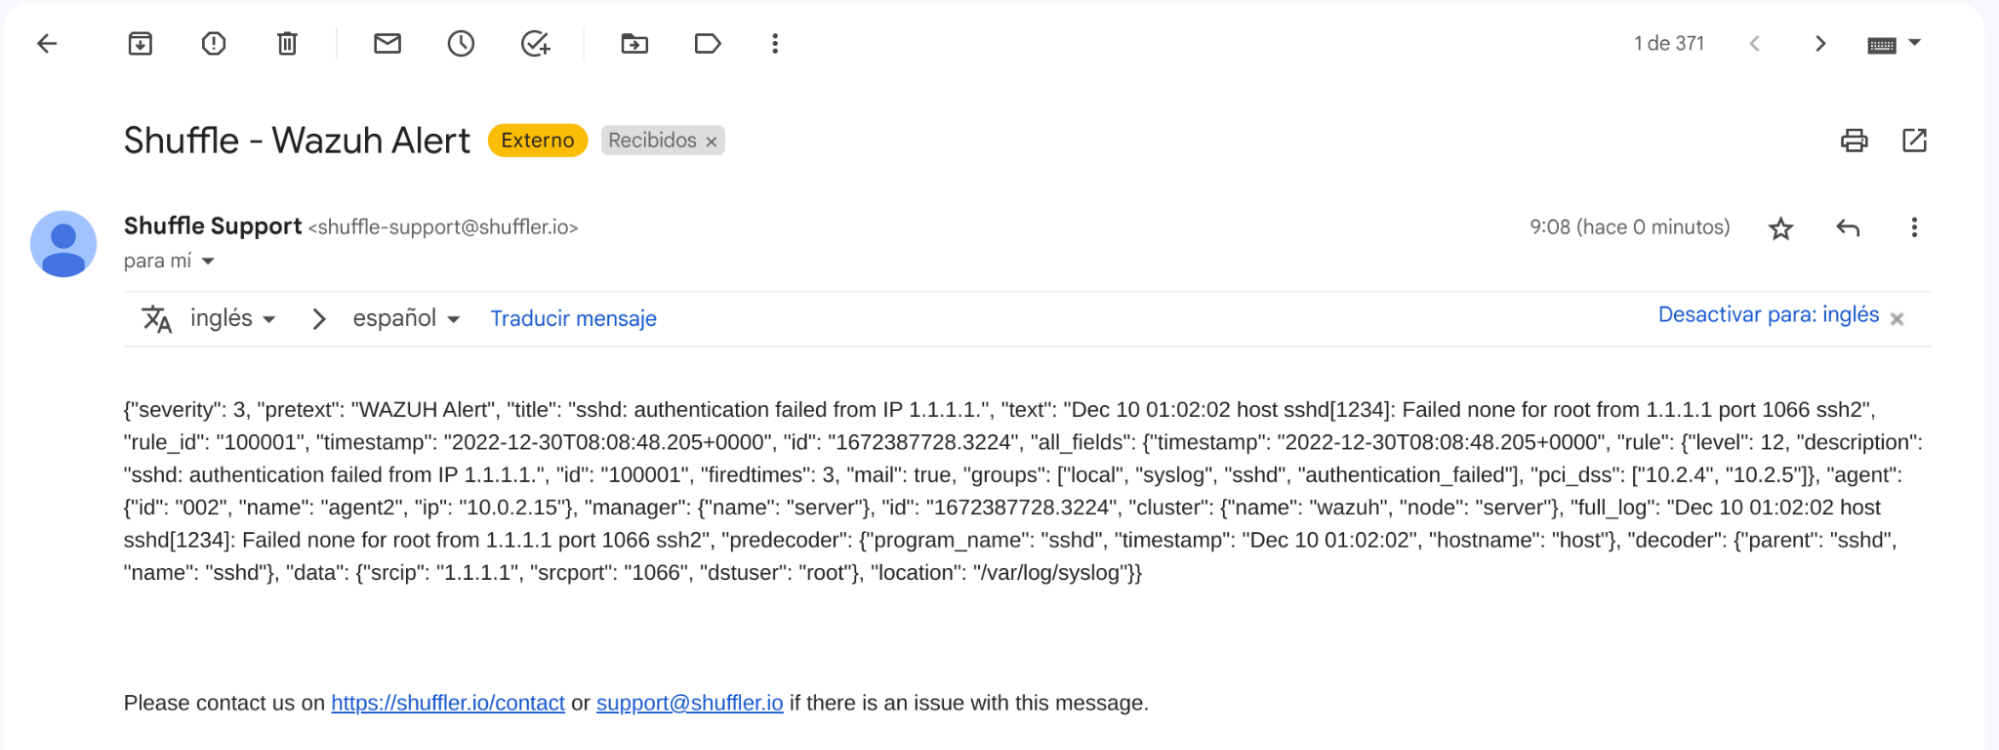 1 de 371
Shuffle - Wazuh Alert Externo Recibidos ×
Shuffle Support <shuffle-support@shuffler.io> 9:08 (hace 0 minutos)
para mí
inglés > español Traducir mensaje Desactivar para: inglés ×
{"severity": 3, "pretext": "WAZUH Alert", "title": "sshd: authentication failed from IP 1.1.1.1.", "text": "Dec 10 01:02:02 host sshd[1234]: Failed none for root from 1.1.1.1 port 1066 ssh2",
"rule_id": "100001", "timestamp": "2022-12-30T08:08:48.205+0000", "id": "1672387728.3224", "all_fields": {"timestamp": "2022-12-30T08:08:48.205+0000", "rule": {"level": 12, "description":
"sshd: authentication failed from IP 1.1.1.1.", "id": "100001", "firedtimes": 3, "mail": true, "groups": ["local", "syslog", "sshd", "authentication_failed"], "pci_dss": ["10.2.4", "10.2.5"]}, "agent":
{"id": "002", "name": "agent2", "ip": "10.0.2.15"}, "manager": {"name": "server"}, "id": "1672387728.3224", "cluster": {"name": "wazuh", "node": "server"}, "full_log": "Dec 10 01:02:02 host
sshd[1234]: Failed none for root from 1.1.1.1 port 1066 ssh2", "predecoder": {"program_name": "sshd", "timestamp": "Dec 10 01:02:02", "hostname": "host"}, "decoder": {"parent": "sshd",
"name": "sshd"}, "data": {"srcip": "1.1.1.1", "srcport": "1066", "dstuser": "root"}, "location": "/var/log/syslog"}}
Please contact us on https://shuffler.io/contact or support@shuffler.io if there is an issue with this message.